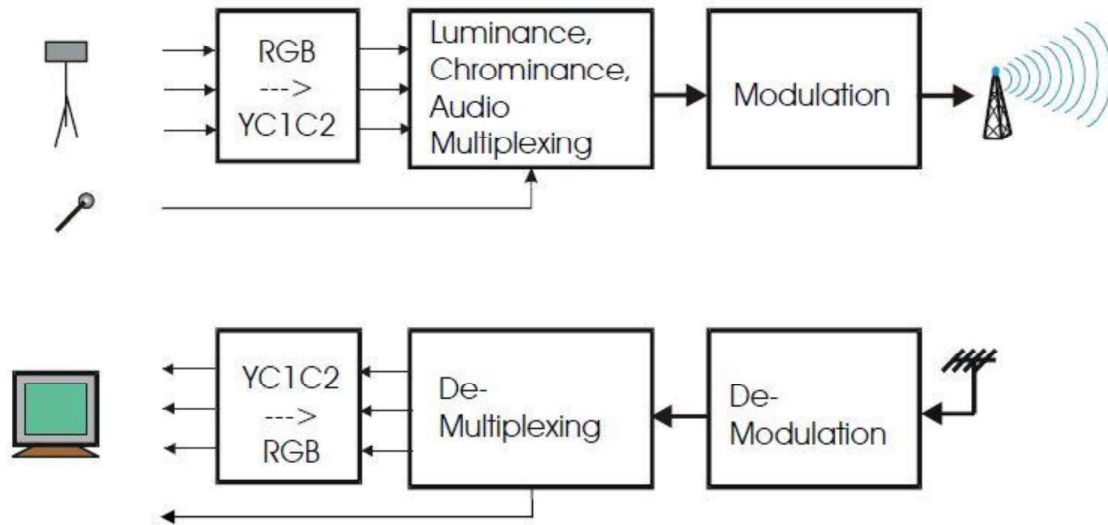 RGB
--->
YC1C2
Luminance,
Chrominance,
Audio
Multiplexing
Modulation
YC1C2
--->
RGB
De-
Multiplexing
De-
Modulation